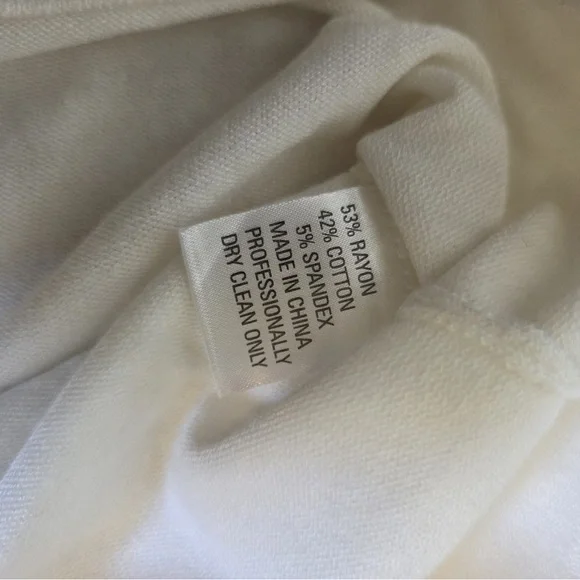 53% RAYON
42% COTTON
5% SPANDEX
MADE IN CHINA
PROFESSIONALLY
DRY CLEAN ONLY